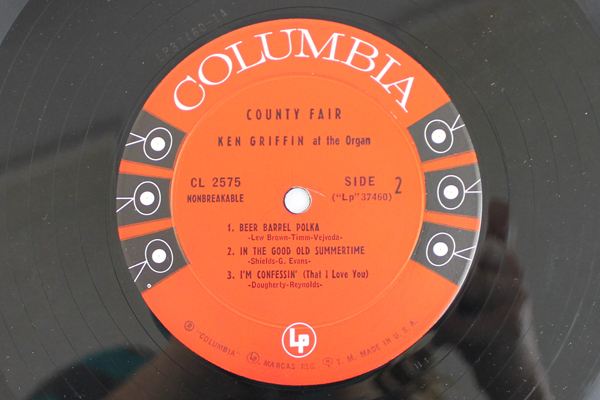 COLUMBIA
COUNTY FAIR
KEN GRIFFIN at the Organ
CL 2575
NONBREAKABLE
SIDE 2
("Lp" 37460)
1. BEER BARREL POLKA
-Lew Brown-Timm-Vejvoda-
2. IN THE GOOD OLD SUMMERTIME
-Shields-G. Evans-
3. I'M CONFESSIN' (That I Love You)
-Dougherty-Reynolds-
Lp
® "COLUMBIA" Lp, MARCAS REG. T. M. MADE IN U. S. A.